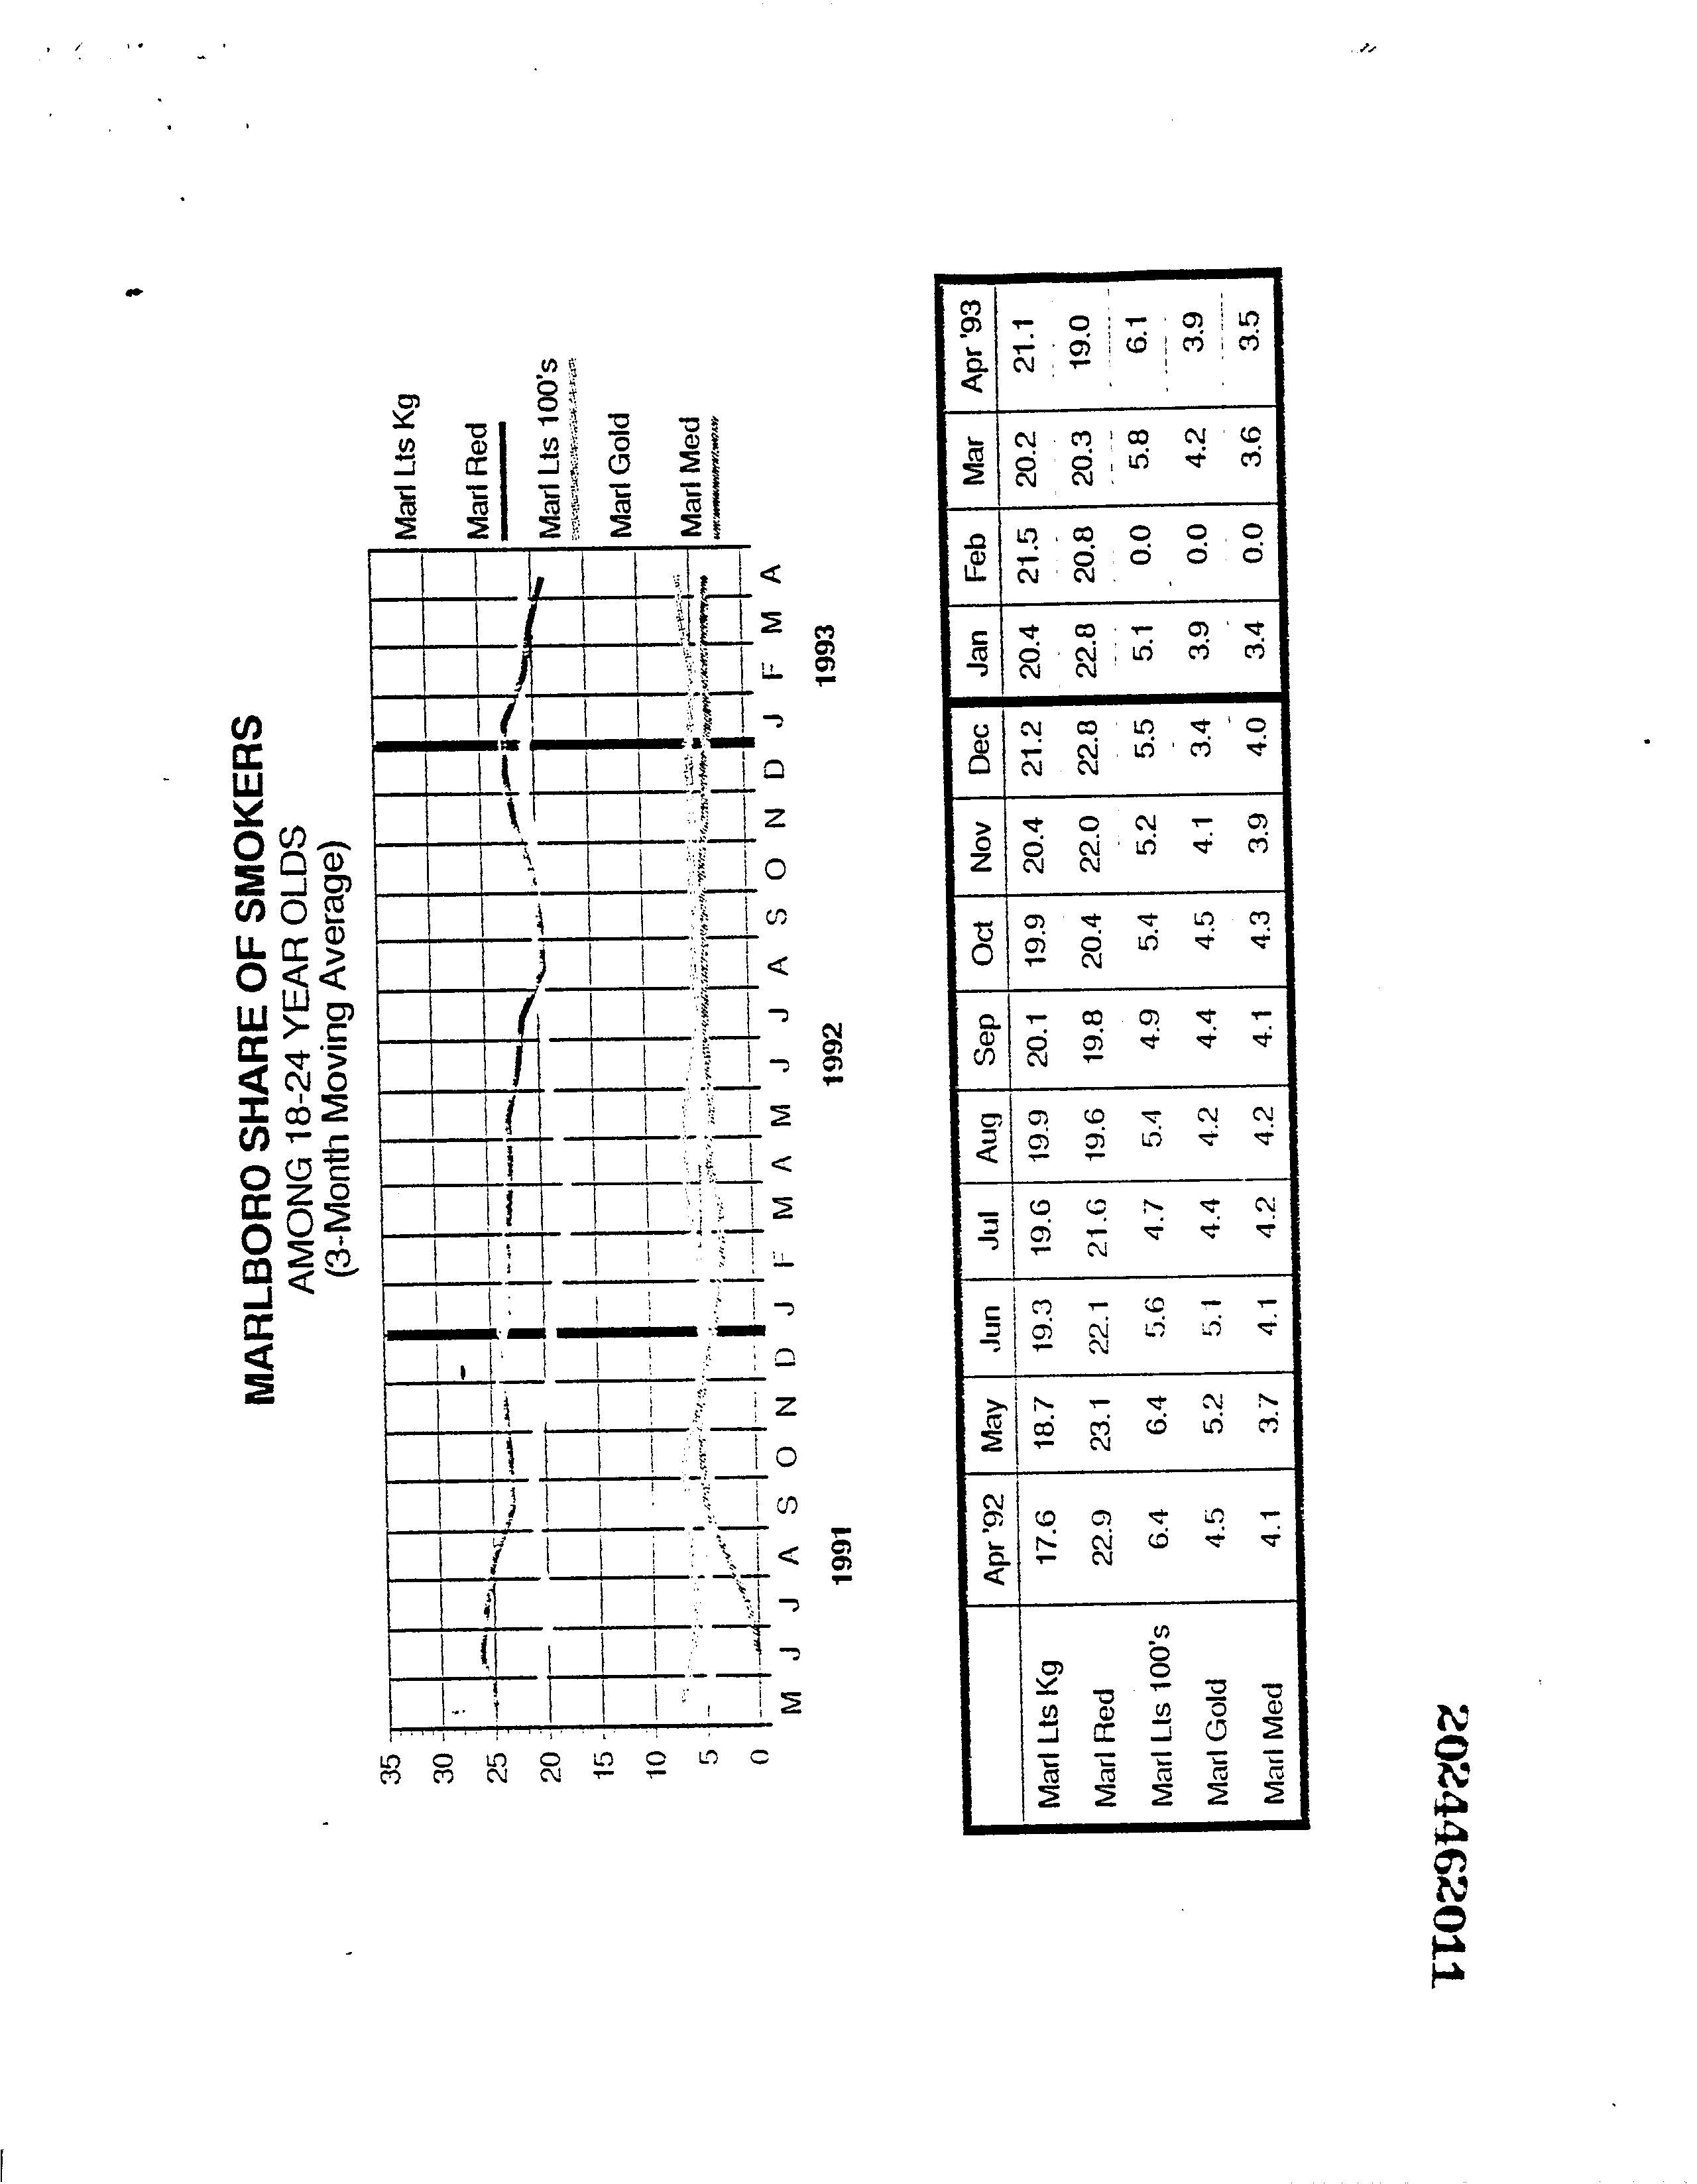 MARLBORO SHARE OF SMOKERS
AMONG 18-24 YEAR OLDS
(3-Month Moving Average)
35
30
25
20
15
10
5
0
M J J A S O N D J F M A M J J A S O N D J F M A
1991 1992 1993
Marl Lts Kg
Marl Red
Marl Lts 100's
Marl Gold
Marl Med
Apr '92 May Jun Jul Aug Sep Oct Nov Dec Jan Feb Mar Apr '93
Marl Lts Kg 17.6 18.7 19.3 19.6 19.9 20.1 19.9 20.4 21.2 20.4 21.5 20.2 21.1
Marl Red 22.9 23.1 22.1 21.6 19.6 19.8 20.4 22.0 22.8 22.8 20.8 20.3 19.0
Marl Lts 100's 6.4 6.4 5.6 4.7 5.4 4.9 5.4 5.2 5.5 5.1 0.0 5.8 6.1
Marl Gold 4.5 5.2 5.1 4.4 4.2 4.4 4.5 4.1 3.4 3.9 0.0 4.2 3.9
Marl Med 4.1 3.7 4.1 4.2 4.2 4.1 4.3 3.9 4.0 3.4 0.0 3.6 3.5
2024462011